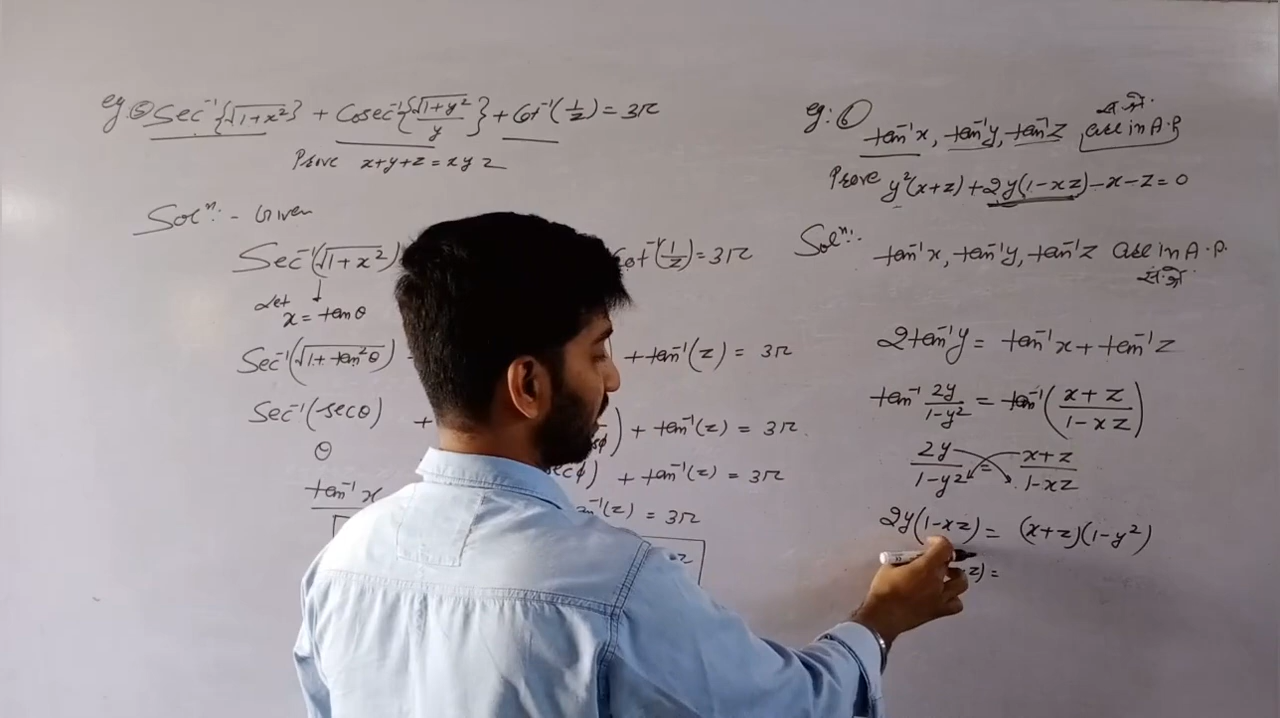 eg: ⑤ Sec⁻¹{√1+x²} + Cosec⁻¹{√1+y²/y} + Cot⁻¹(1/z) = 3π
Prove x+y+z = xyz
Solⁿ:- Given
Sec⁻¹(√1+x²) Cot⁻¹(1/z) = 3π
Let x = tanθ
Sec⁻¹(√1+tan²θ) + tan⁻¹(z) = 3π
Sec⁻¹(secθ) + + tan⁻¹(z) = 3π
θ + tan⁻¹(z) = 3π
tan⁻¹x tan⁻¹(z) = 3π
eg: ⑥ tan⁻¹x, tan⁻¹y, tan⁻¹z are in A.P. स.श्रे.
Prove y²(x+z) + 2y(1-xz) - x - z = 0
Solⁿ:- tan⁻¹x, tan⁻¹y, tan⁻¹z are in A.P.
स.श्रे.
2tan⁻¹y = tan⁻¹x + tan⁻¹z
tan⁻¹ 2y/1-y² = tan⁻¹(x+z/1-xz)
2y/1-y² = x+z/1-xz
2y(1-xz) = (x+z)(1-y²)
z) =